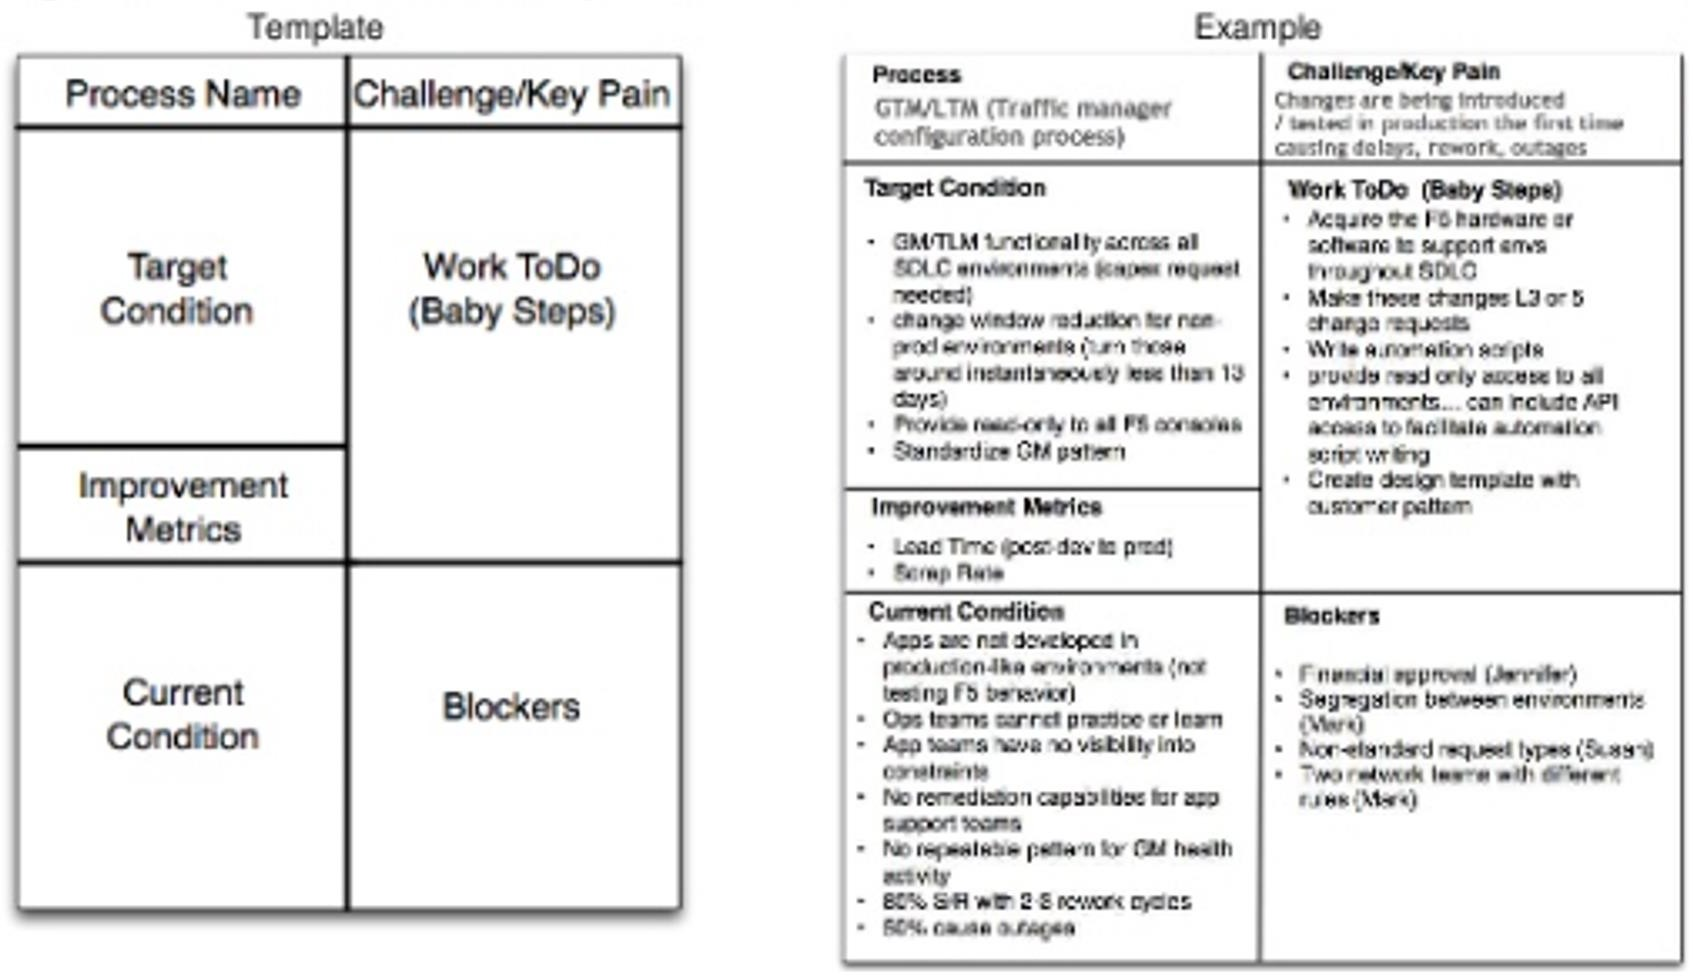 Template
Process Name
Challenge/Key Pain
Target
Condition
Work ToDo
(Baby Steps)
Improvement
Metrics
Current
Condition
Blockers
Example
Process
GTM/LTM (Traffic manager
configuration process)
Challenge/Key Pain
Changes are being introduced
/ tested in production the first time
causing delays, rework, outages
Target Condition
• GM/TLM functionality across all
SDLC environments (capex request
needed)
• change window reduction for non-
prod environments (turn those
around instantaneously less than 13
days)
• Provide read-only to all F5 consoles
• Standardize GM pattern
Work ToDo (Baby Steps)
• Acquire the F5 hardware or
software to support envs
throughout SDLC
• Make these changes L3 or 5
change requests
• Write automation scripts
• provide read only access to all
environments... can include API
access to facilitate automation
script writing
• Create design template with
customer pattern
Improvement Metrics
• Lead Time (post-dev to prod)
• Scrap Rate
Current Condition
• Apps are not developed in
production-like environments (not
testing F5 behavior)
• Ops teams cannot practice or learn
• App teams have no visibility into
constraints
• No remediation capabilities for app
support teams
• No repeatable pattern for GM health
activity
• S/R with rework cycles
• cause outages
Blockers
• Financial approval (Jennifer)
• Segregation between environments
(Mark)
• Non-standard request types (Susan)
• Two network teams with different
rules (Mark)